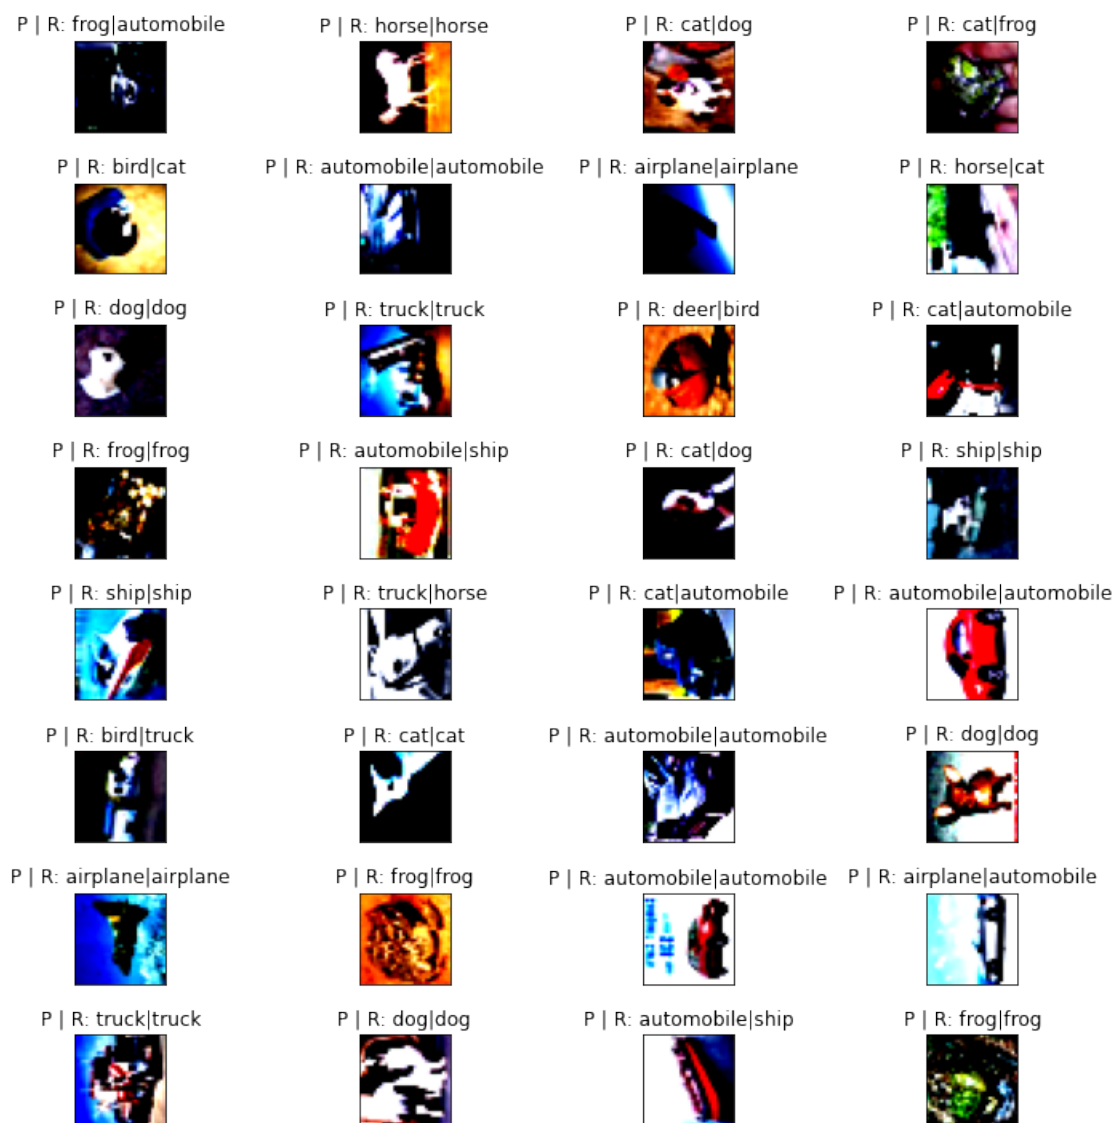 P | R: frog|automobile
P | R: horse|horse
P | R: cat|dog
P | R: cat|frog
P | R: bird|cat
P | R: automobile|automobile
P | R: airplane|airplane
P | R: horse|cat
P | R: dog|dog
P | R: truck|truck
P | R: deer|bird
P | R: cat|automobile
P | R: frog|frog
P | R: automobile|ship
P | R: cat|dog
P | R: ship|ship
P | R: ship|ship
P | R: truck|horse
P | R: cat|automobile
P | R: automobile|automobile
P | R: bird|truck
P | R: cat|cat
P | R: automobile|automobile
P | R: dog|dog
P | R: airplane|airplane
P | R: frog|frog
P | R: automobile|automobile
P | R: airplane|automobile
P | R: truck|truck
P | R: dog|dog
P | R: automobile|ship
P | R: frog|frog